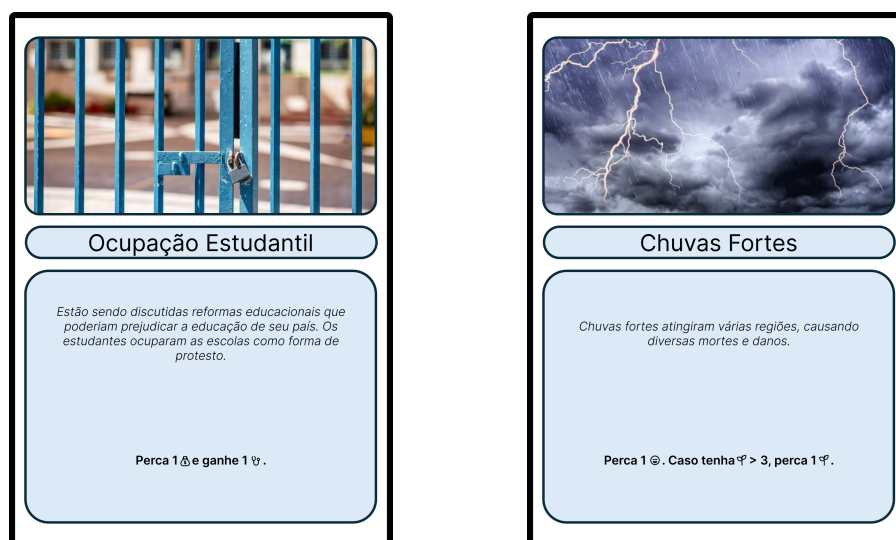 Ocupação Estudantil
Estão sendo discutidas reformas educacionais que
poderiam prejudicar a educação de seu país. Os
estudantes ocuparam as escolas como forma de
protesto.
Perca 1 e ganhe 1 .
Chuvas Fortes
Chuvas fortes atingiram várias regiões, causando
diversas mortes e danos.
Perca 1 . Caso tenha > 3, perca 1 .